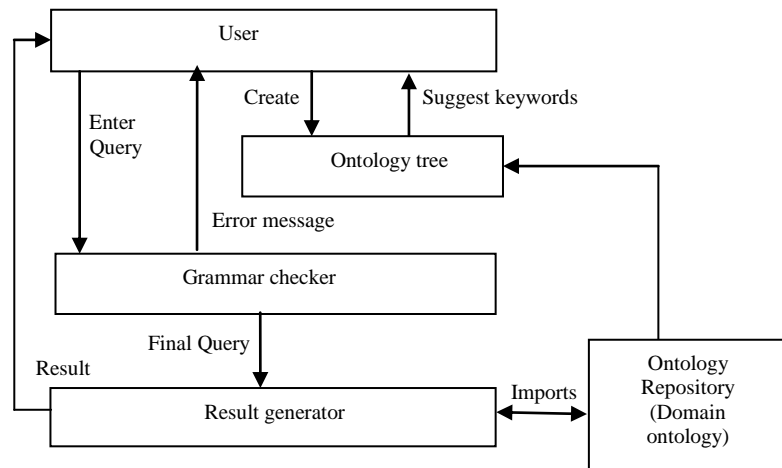 User
Create
Suggest keywords
Enter
Query
Ontology tree
Error message
Grammar checker
Final Query
Result
Ontology
Repository
(Domain
ontology)
Imports
Result generator